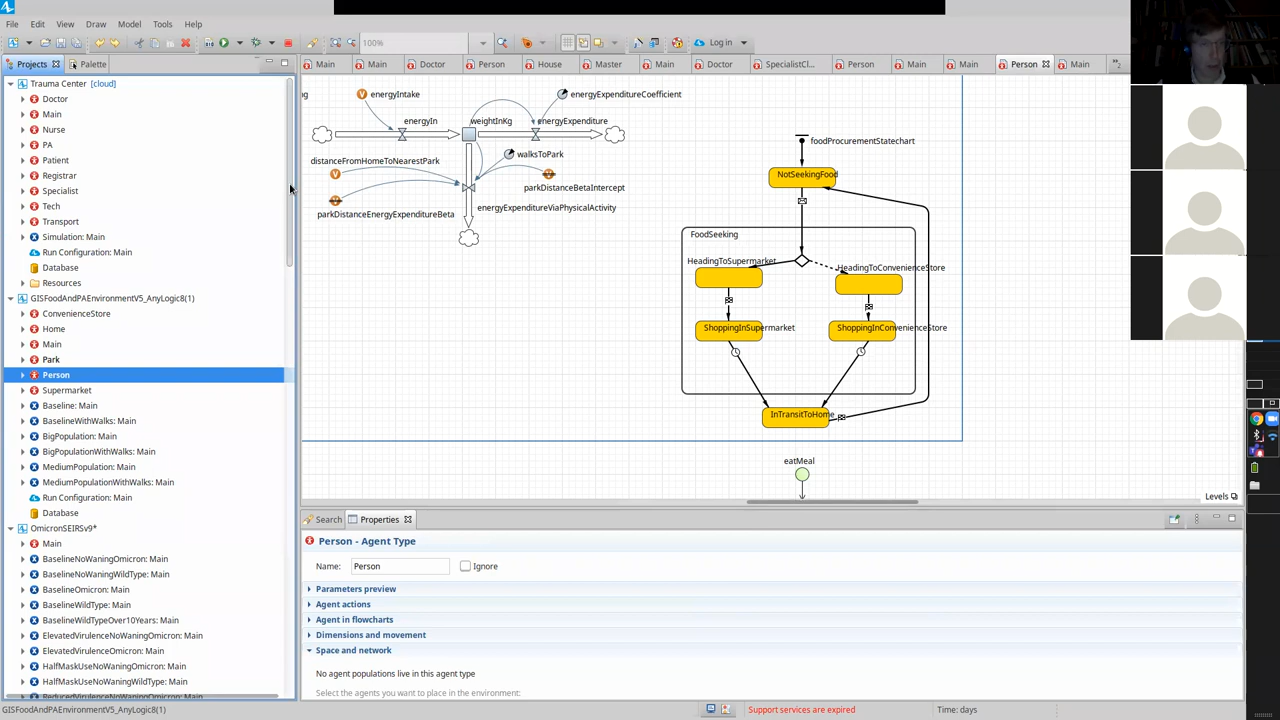 File Edit View Draw Model Tools Help
100%
Log in
Projects Palette
Main Main Doctor Person House Master Main Doctor SpecialistCl... Person Main Main Person Main
Trauma Center [cloud]
Doctor
Main
Nurse
PA
Patient
Registrar
Specialist
Tech
Transport
Simulation: Main
Run Configuration: Main
Database
Resources
GISFoodAndPAEnvironmentV5_AnyLogic8(1)
ConvenienceStore
Home
Main
Park
Person
Supermarket
Baseline: Main
BaselineWithWalks: Main
BigPopulation: Main
BigPopulationWithWalks: Main
MediumPopulation: Main
MediumPopulationWithWalks: Main
Run Configuration: Main
Database
OmicronSEIRSv9*
Main
BaselineNoWaningOmicron: Main
BaselineNoWaningWildType: Main
BaselineOmicron: Main
BaselineWildType: Main
BaselineWildTypeOver10Years: Main
ElevatedVirulenceNoWaningOmicron: Main
ElevatedVirulenceOmicron: Main
HalfMaskUseNoWaningOmicron: Main
HalfMaskUseNoWaningWildType: Main
ReducedVirulenceNoWaningOmicron: Main
energyIntake
energyExpenditureCoefficient
energyIn
weightInKg
energyExpenditure
distanceFromHomeToNearestPark
walksToPark
parkDistanceBetaIntercept
parkDistanceEnergyExpenditureBeta
energyExpenditureViaPhysicalActivity
foodProcurementStatechart
NotSeekingFood
FoodSeeking
HeadingToSupermarket
HeadingToConvenienceStore
ShoppingInSupermarket
ShoppingInConvenienceStore
InTransitToHome
eatMeal
Levels
Search Properties
Person - Agent Type
Name: Person Ignore
Parameters preview
Agent actions
Agent in flowcharts
Dimensions and movement
Space and network
No agent populations live in this agent type
Select the agents you want to place in the environment:
GISFoodAndPAEnvironmentV5_AnyLogic8(1)
Support services are expired
Time: days